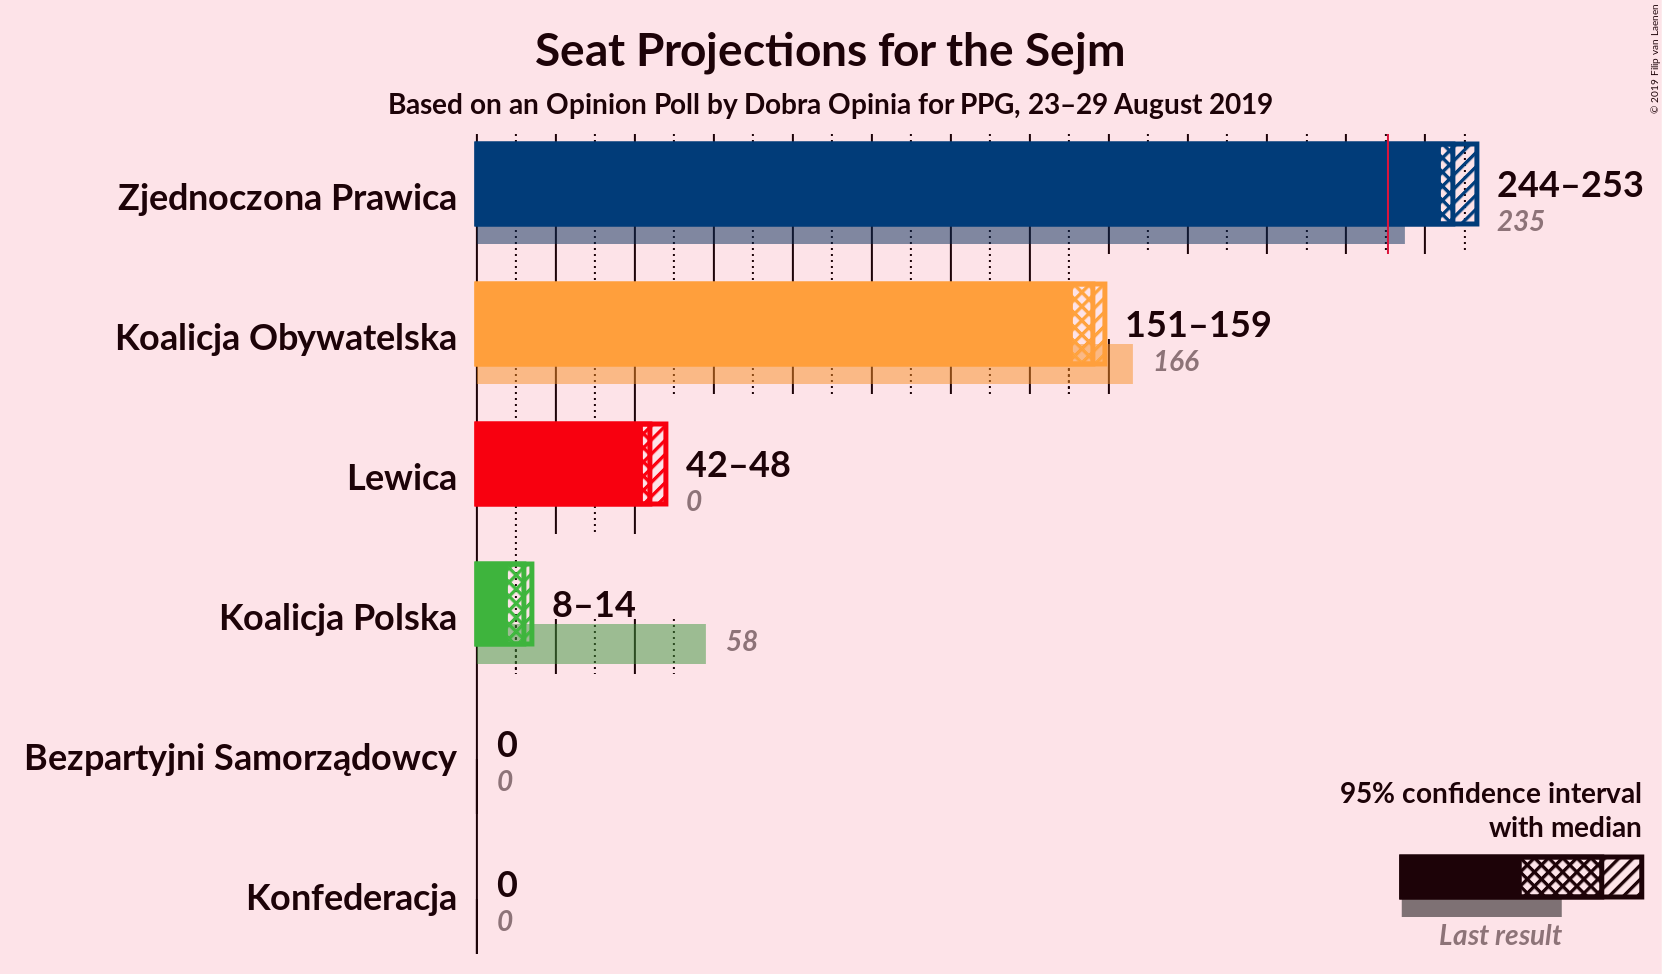 Seat Projections for the Sejm
Based on an Opinion Poll by Dobra Opinia for PPG, 23–29 August 2019
© 2019 Filip van Laenen
Zjednoczona Prawica
244–253
235
Koalicja Obywatelska
151–159
166
Lewica
42–48
0
Koalicja Polska
8–14
58
Bezpartyjni Samorządowcy
0
0
Konfederacja
0
0
95% confidence interval
with median
Last result